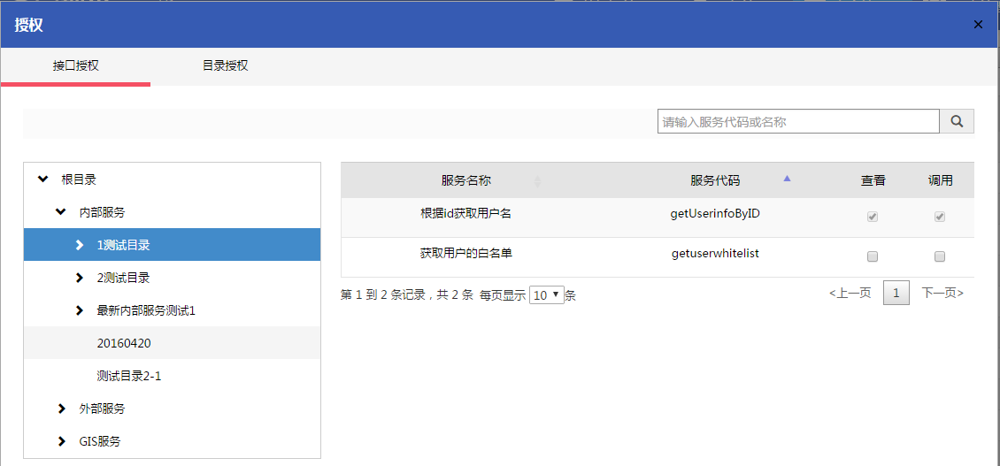 授权
接口授权 目录授权
请输入服务代码或名称
根目录
内部服务
1测试目录
2测试目录
最新内部服务测试1
20160420
测试目录2-1
外部服务
GIS服务
服务名称 服务代码 查看 调用
根据id获取用户名 getUserinfoByID
获取用户的白名单 getuserwhitelist
第 1 到 2 条记录，共 2 条 每页显示 10 条
<上一页 1 下一页>